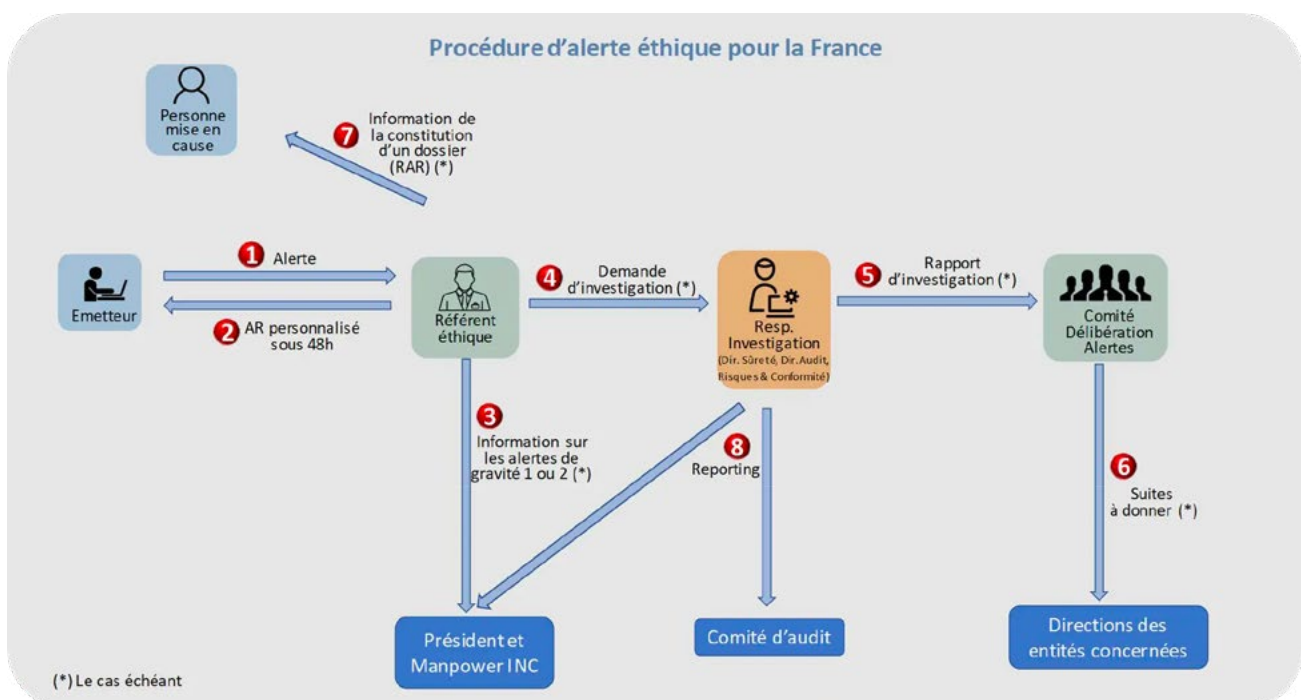 Procédure d'alerte éthique pour la France
Personne
mise en
cause
7
Information de
la constitution
d'un dossier
(RAR) (*)
1
Alerte
Emetteur
2
AR personnalisé
sous 48h
Référent
éthique
4
Demande
d'investigation (*)
Resp.
Investigation
(Dir. Sûreté, Dir. Audit,
Risques & Conformité)
5
Rapport
d'investigation (*)
Comité
Délibération
Alertes
3
Information sur
les alertes de
gravité 1 ou 2 (*)
8
Reporting
6
Suites
à donner (*)
Président et
Manpower INC
Comité d'audit
Directions des
entités concernées
(*) Le cas échéant